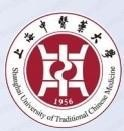 上海中醫藥大學
1956
Shanghai University of Traditional Chinese Medicine